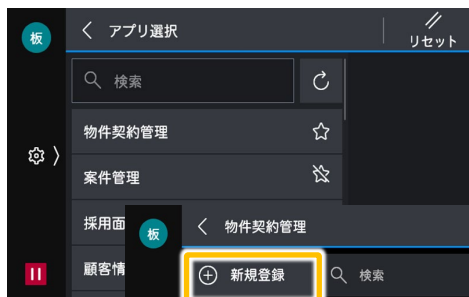 板
アプリ選択
リセット
検索
物件契約管理
案件管理
採用面
顧客情
板
物件契約管理
新規登録
検索